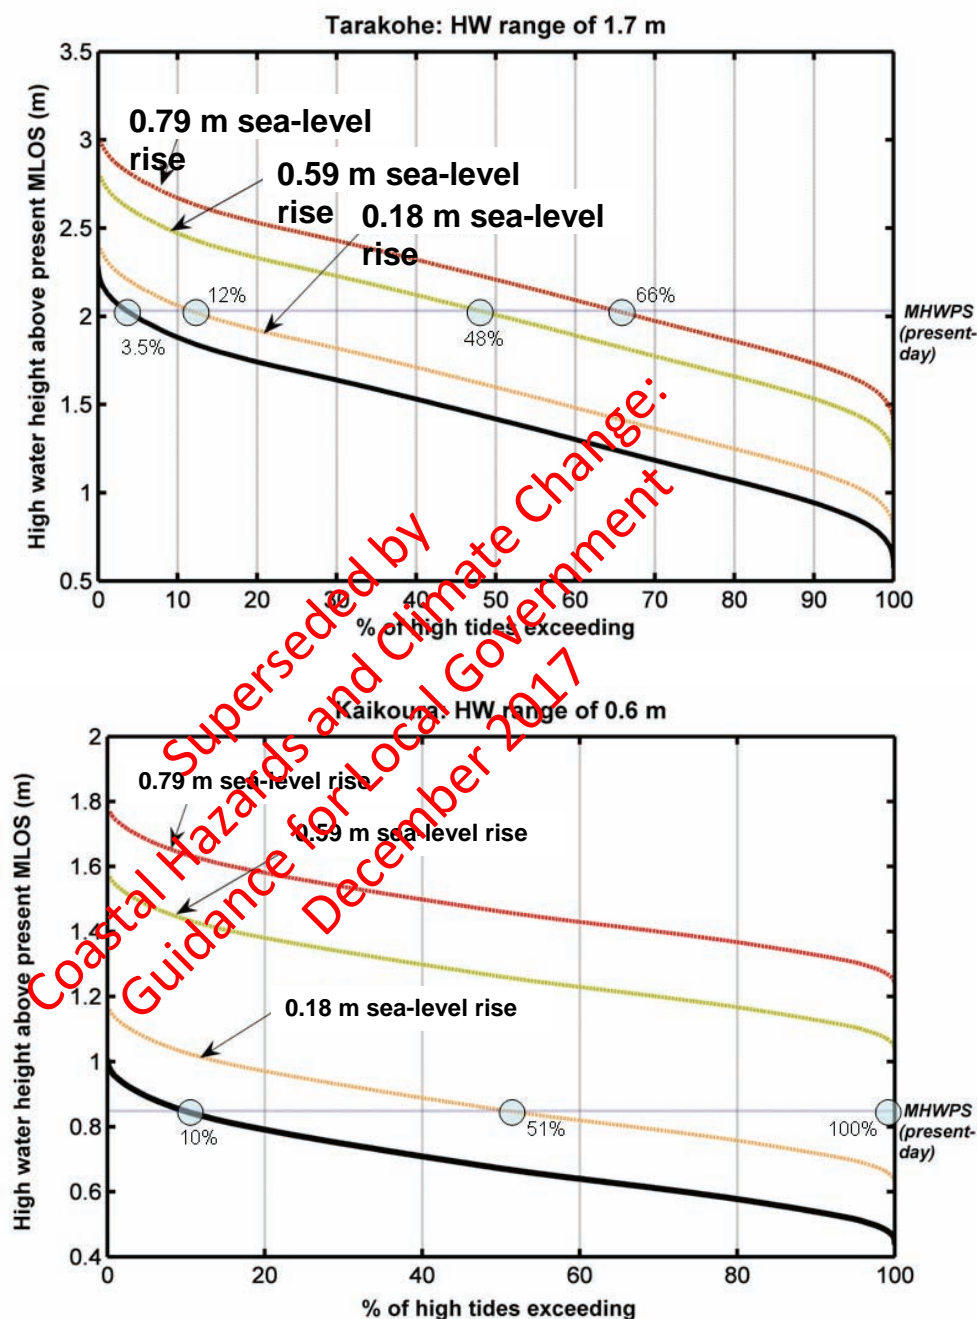 Tarakohe: HW range of 1.7 m
High water height above present MLOS (m)
3.5
3
2.5
2
1.5
1
0.5
0.79 m sea-level
rise
0.59 m sea-level
rise
0.18 m sea-level
rise
12%
3.5%
48%
66%
MHWPS
(present-
day)
0 10 20 30 40 50 60 70 80 90 100
% of high tides exceeding
Superseded by
Coastal Hazards and Climate Change:
Guidance for Local Government
December 2017
Kaikoura: HW range of 0.6 m
High water height above present MLOS (m)
2
1.8
1.6
1.4
1.2
1
0.8
0.6
0.4
0.79 m sea-level rise
0.59 m sea-level rise
0.18 m sea-level rise
10%
51%
100%
MHWPS
(present-
day)
0 20 40 60 80 100
% of high tides exceeding